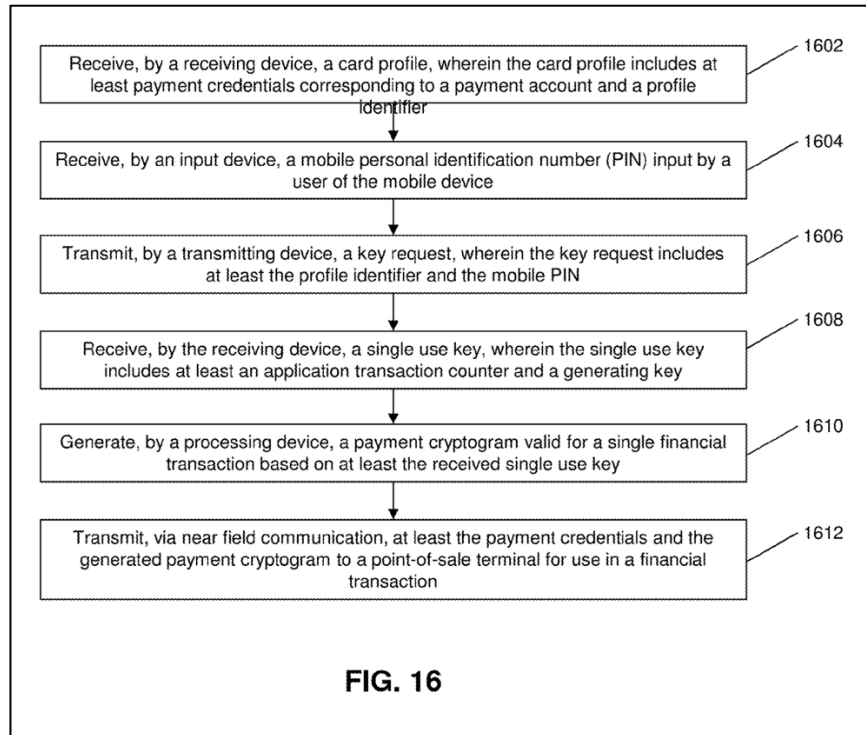 Receive, by a receiving device, a card profile, wherein the card profile includes at
least payment credentials corresponding to a payment account and a profile
identifier
1602
Receive, by an input device, a mobile personal identification number (PIN) input by a
user of the mobile device
1604
Transmit, by a transmitting device, a key request, wherein the key request includes
at least the profile identifier and the mobile PIN
1606
Receive, by the receiving device, a single use key, wherein the single use key
includes at least an application transaction counter and a generating key
1608
Generate, by a processing device, a payment cryptogram valid for a single financial
transaction based on at least the received single use key
1610
Transmit, via near field communication, at least the payment credentials and the
generated payment cryptogram to a point-of-sale terminal for use in a financial
transaction
1612
FIG. 16